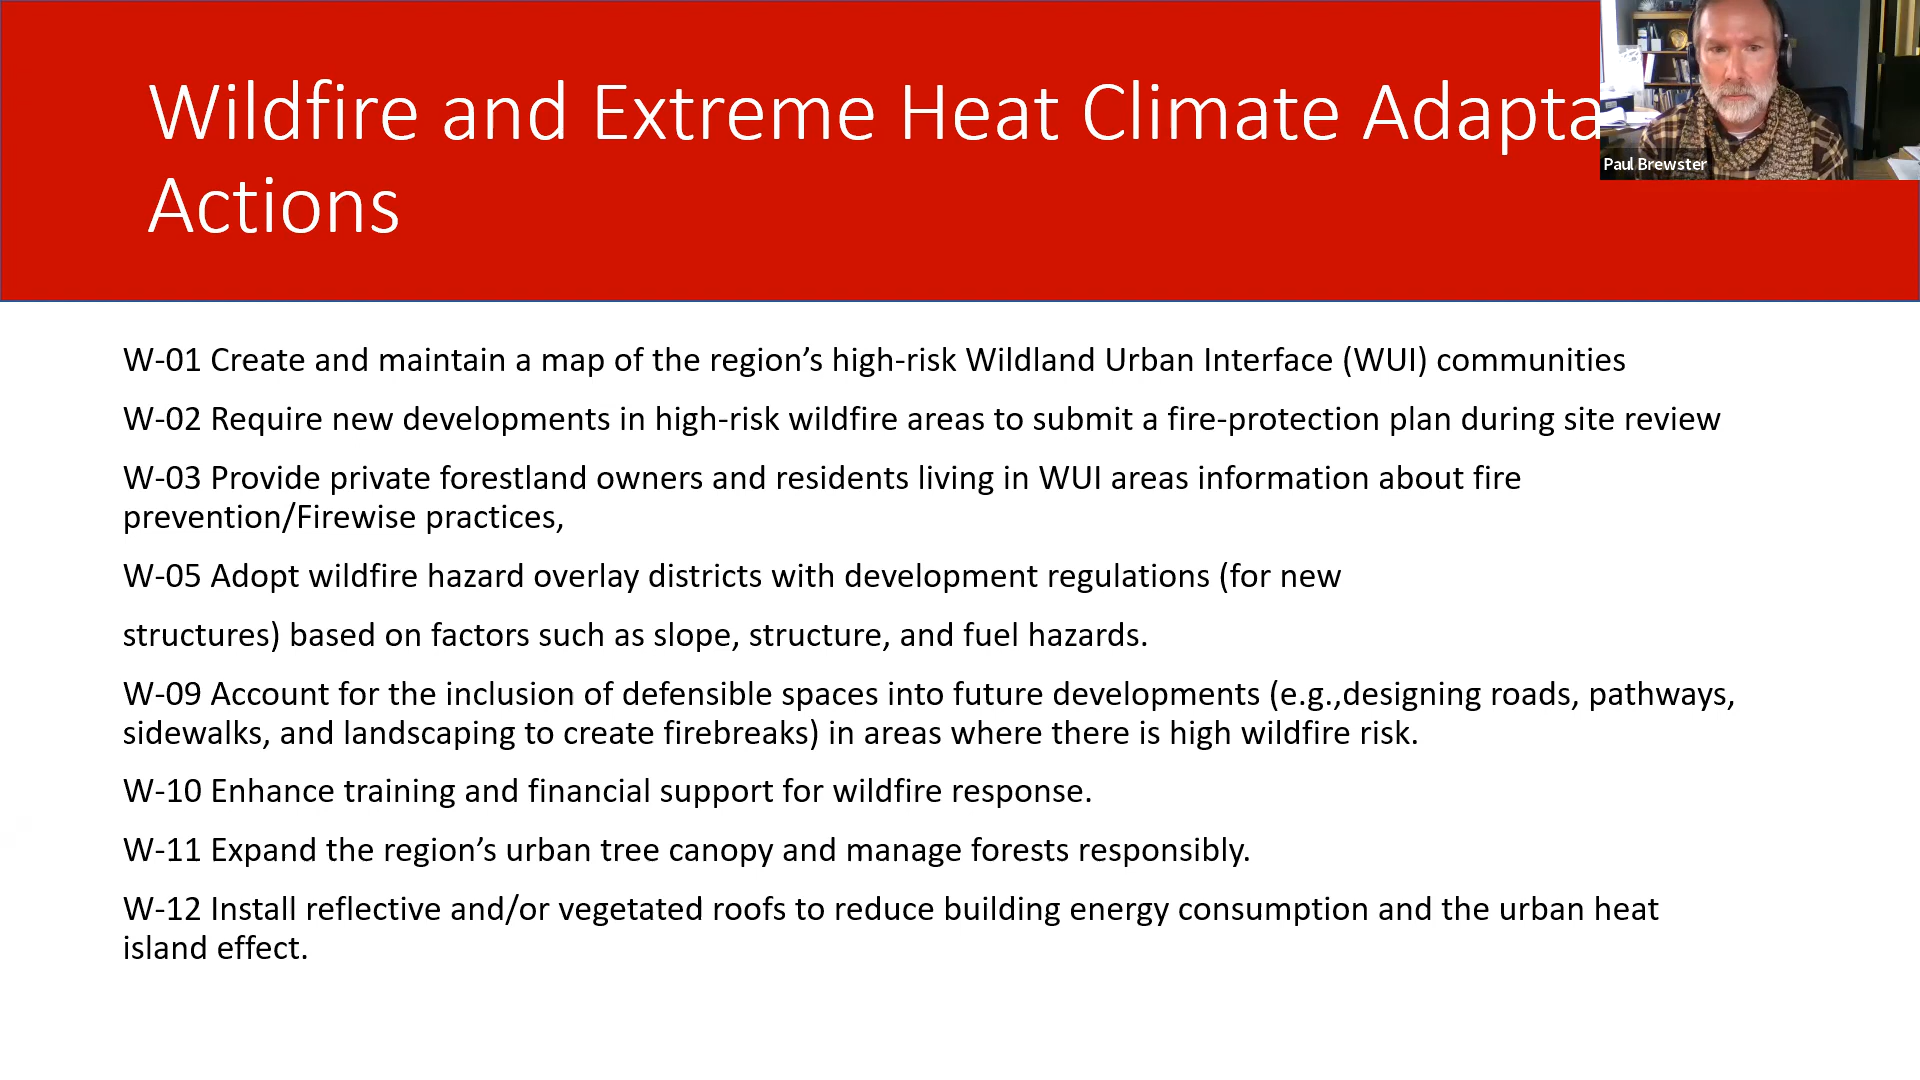 Wildfire and Extreme Heat Climate Adapta
Actions
Paul Brewster
W-01 Create and maintain a map of the region’s high-risk Wildland Urban Interface (WUI) communities
W-02 Require new developments in high-risk wildfire areas to submit a fire-protection plan during site review
W-03 Provide private forestland owners and residents living in WUI areas information about fire
prevention/Firewise practices,
W-05 Adopt wildfire hazard overlay districts with development regulations (for new
structures) based on factors such as slope, structure, and fuel hazards.
W-09 Account for the inclusion of defensible spaces into future developments (e.g.,designing roads, pathways,
sidewalks, and landscaping to create firebreaks) in areas where there is high wildfire risk.
W-10 Enhance training and financial support for wildfire response.
W-11 Expand the region’s urban tree canopy and manage forests responsibly.
W-12 Install reflective and/or vegetated roofs to reduce building energy consumption and the urban heat
island effect.